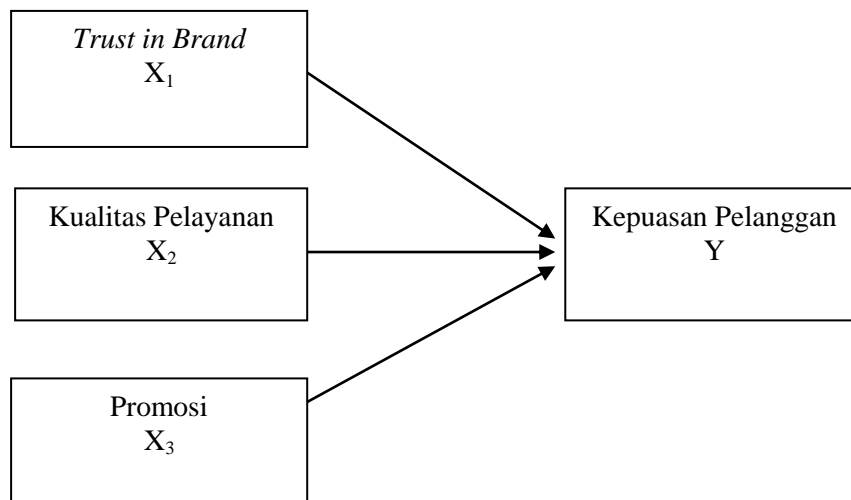 Trust in Brand
X₁
Kualitas Pelayanan
X₂
Kepuasan Pelanggan
Y
Promosi
X₃